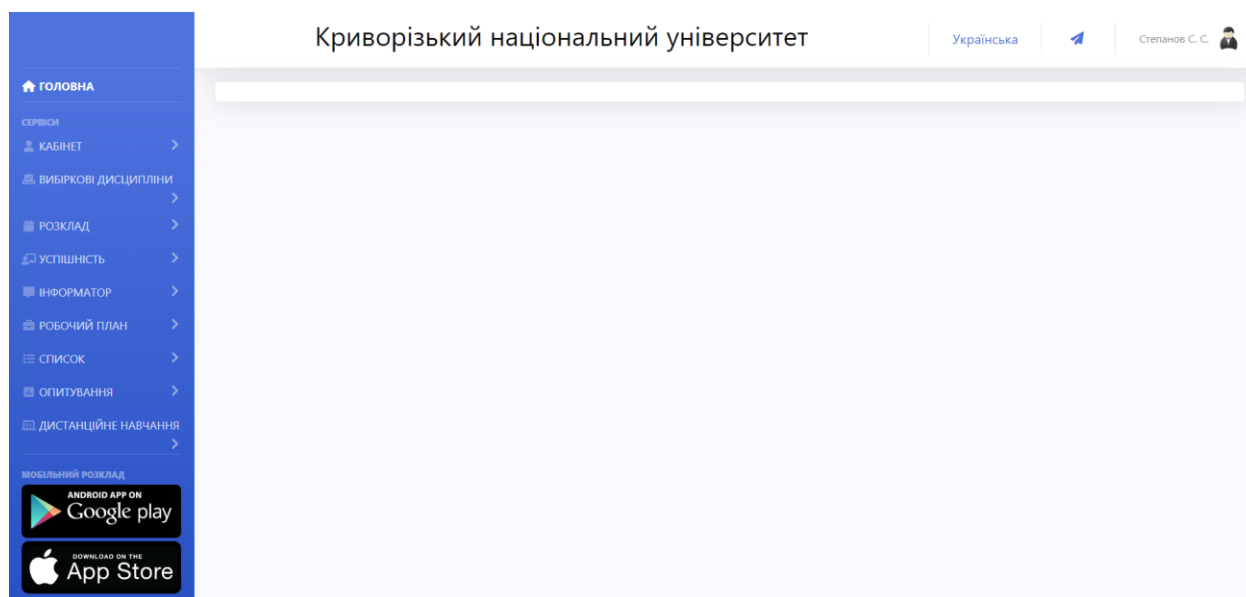 Криворізький національний університет
Українська
Степанов С. С.
ГОЛОВНА
СЕРВІСИ
КАБІНЕТ
ВИБІРКОВІ ДИСЦИПЛІНИ
РОЗКЛАД
УСПІШНІСТЬ
ІНФОРМАТОР
РОБОЧИЙ ПЛАН
СПИСОК
ОПИТУВАННЯ
ДИСТАНЦІЙНЕ НАВЧАННЯ
МОБІЛЬНИЙ РОЗКЛАД
ANDROID APP ON
Google play
DOWNLOAD ON THE
App Store